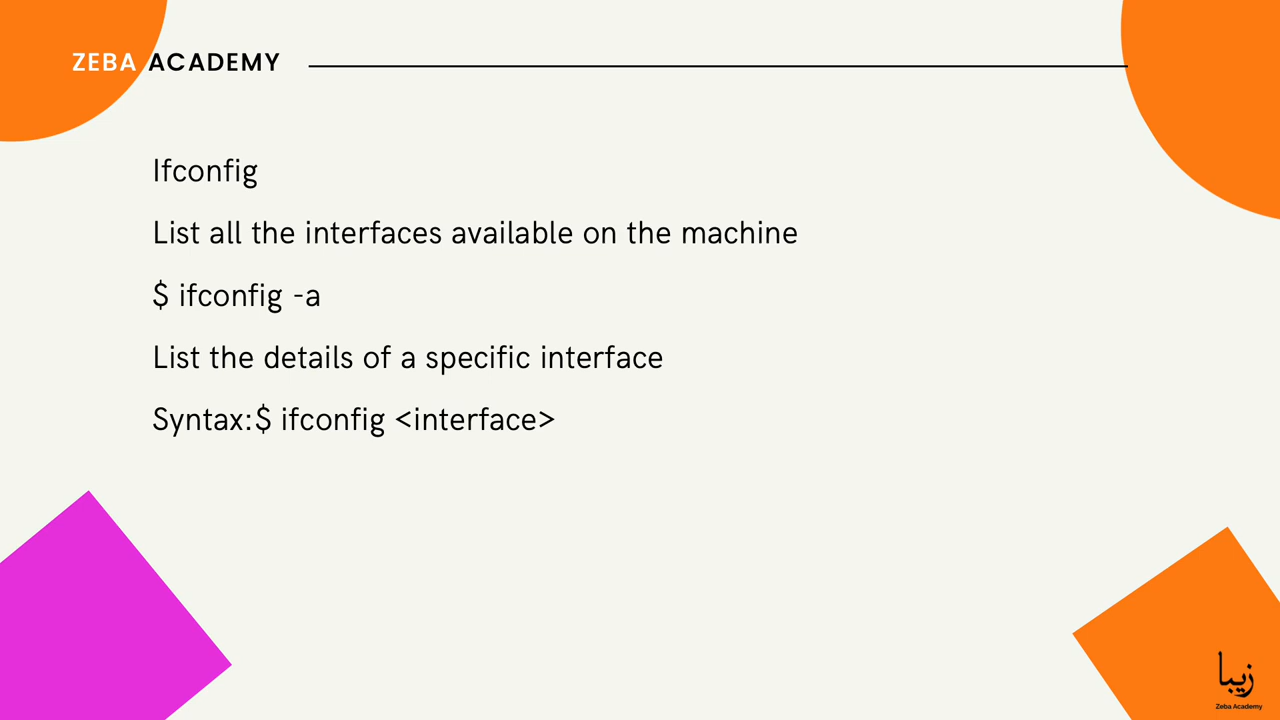 ZEBA ACADEMY
Ifconfig
List all the interfaces available on the machine
$ ifconfig -a
List the details of a specific interface
Syntax:$ ifconfig <interface>
زيبا
Zeba Academy